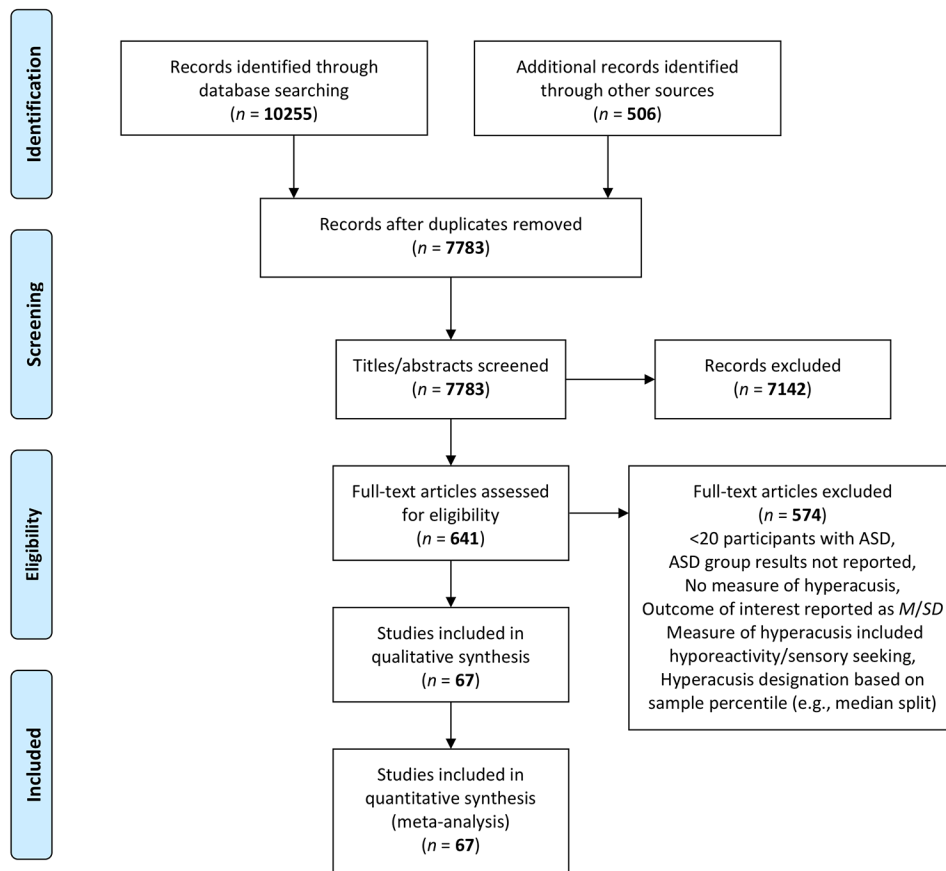 Identification
Records identified through
database searching
(n = 10255)
Additional records identified
through other sources
(n = 506)
Records after duplicates removed
(n = 7783)
Screening
Titles/abstracts screened
(n = 7783)
Records excluded
(n = 7142)
Eligibility
Full-text articles assessed
for eligibility
(n = 641)
Full-text articles excluded
(n = 574)
<20 participants with ASD,
ASD group results not reported,
No measure of hyperacusis,
Outcome of interest reported as M/SD
Measure of hyperacusis included
hyporeactivity/sensory seeking,
Hyperacusis designation based on
sample percentile (e.g., median split)
Studies included in
qualitative synthesis
(n = 67)
Included
Studies included in
quantitative synthesis
(meta-analysis)
(n = 67)